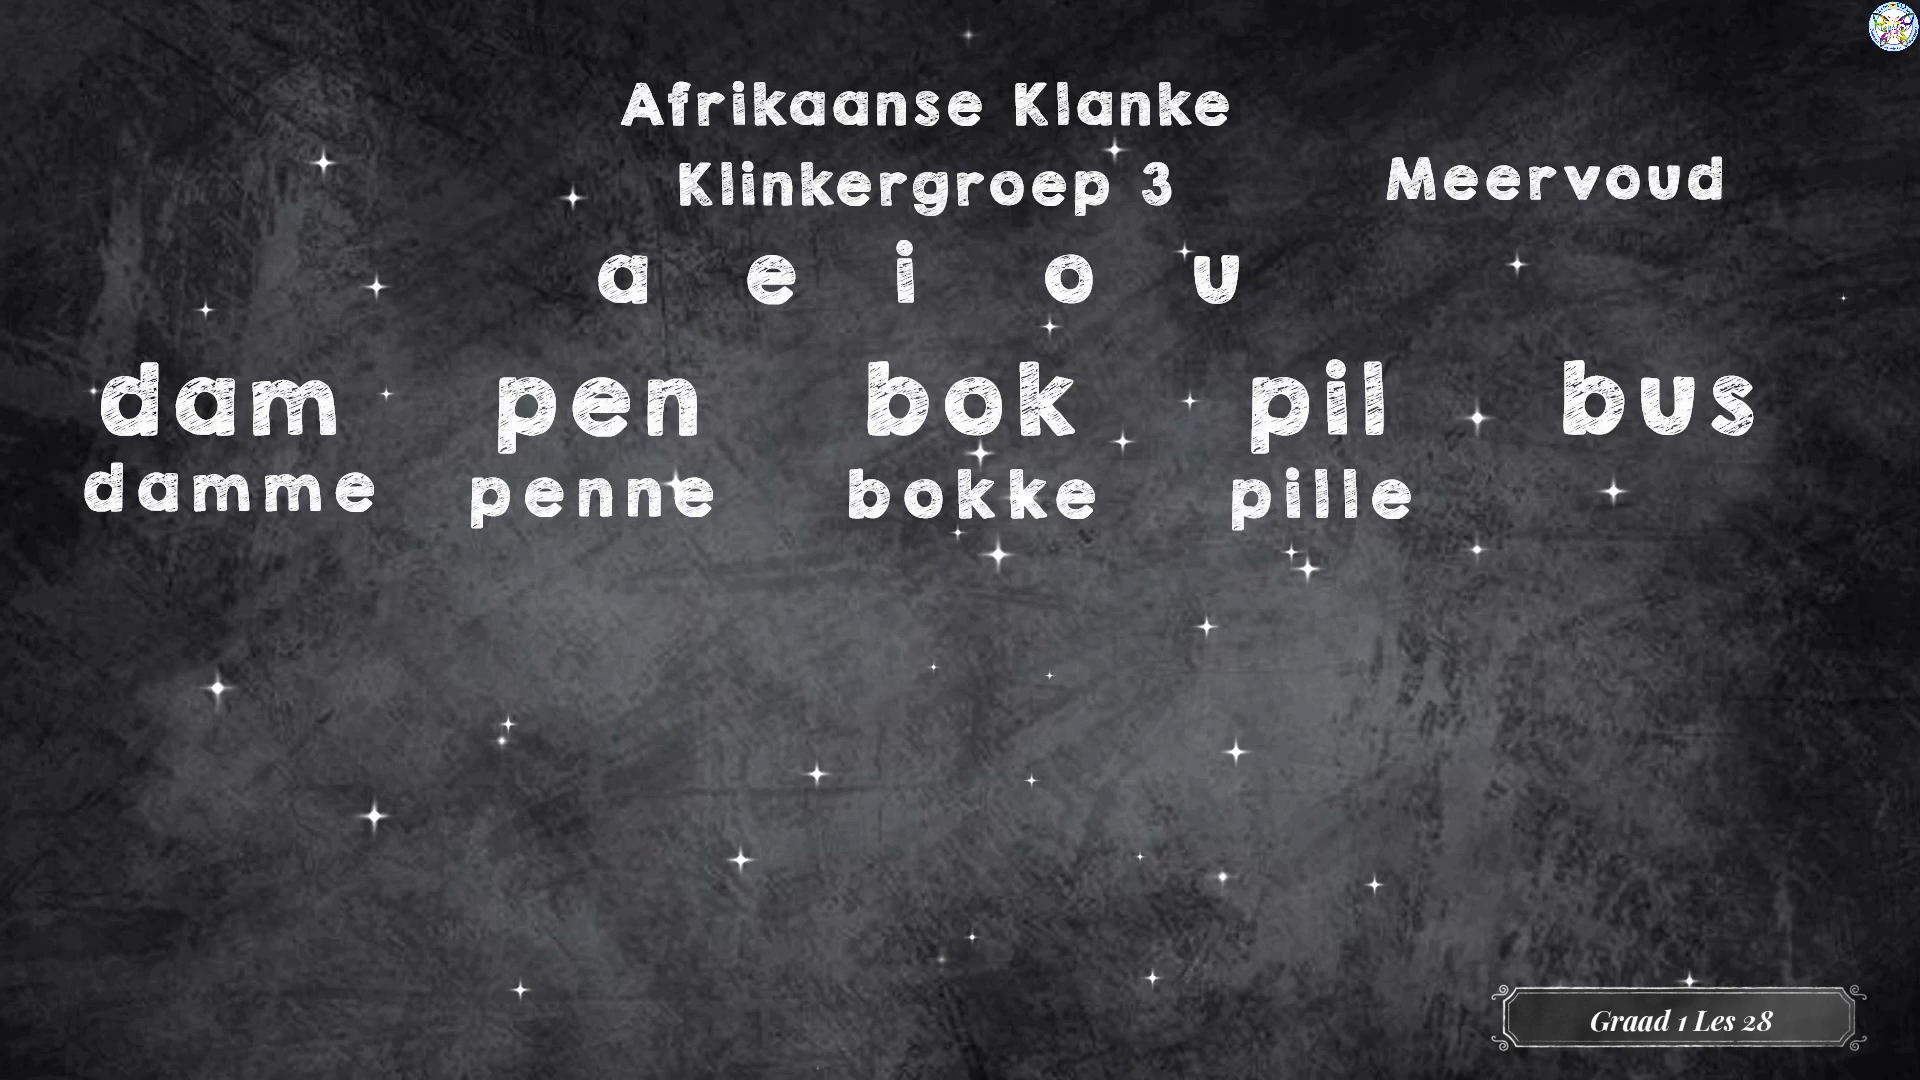 Afrikaanse Klanke
Klinkergroep 3
Meervoud
a e i o u
dam pen bok pil bus
damme penne bokke pille
Graad 1 Les 28